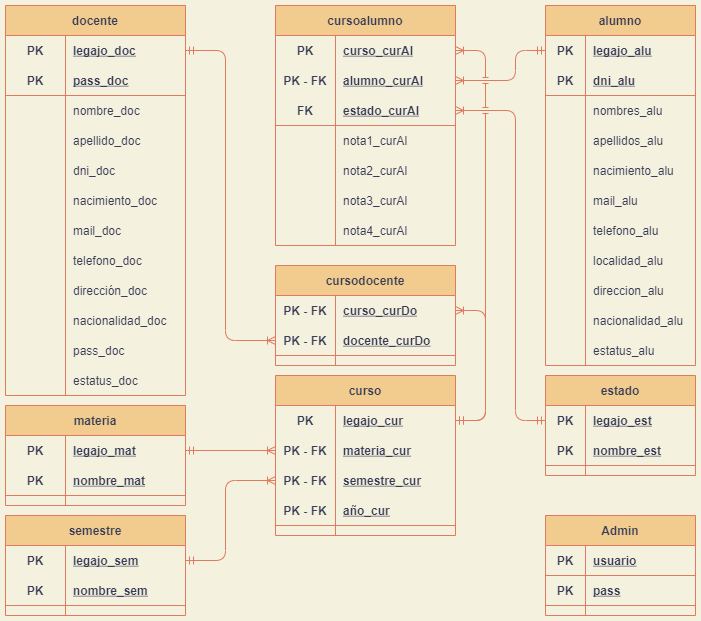 docente
PK legajo_doc
PK pass_doc
nombre_doc
apellido_doc
dni_doc
nacimiento_doc
mail_doc
telefono_doc
dirección_doc
nacionalidad_doc
pass_doc
estatus_doc
materia
PK legajo_mat
PK nombre_mat
semestre
PK legajo_sem
PK nombre_sem
cursoalumno
PK curso_curAl
PK - FK alumno_curAl
FK estado_curAl
nota1_curAl
nota2_curAl
nota3_curAl
nota4_curAl
cursodocente
PK - FK curso_curDo
PK - FK docente_curDo
curso
PK legajo_cur
PK - FK materia_cur
PK - FK semestre_cur
PK - FK año_cur
alumno
PK legajo_alu
PK dni_alu
nombres_alu
apellidos_alu
nacimiento_alu
mail_alu
telefono_alu
localidad_alu
direccion_alu
nacionalidad_alu
estatus_alu
estado
PK legajo_est
PK nombre_est
Admin
PK usuario
PK pass